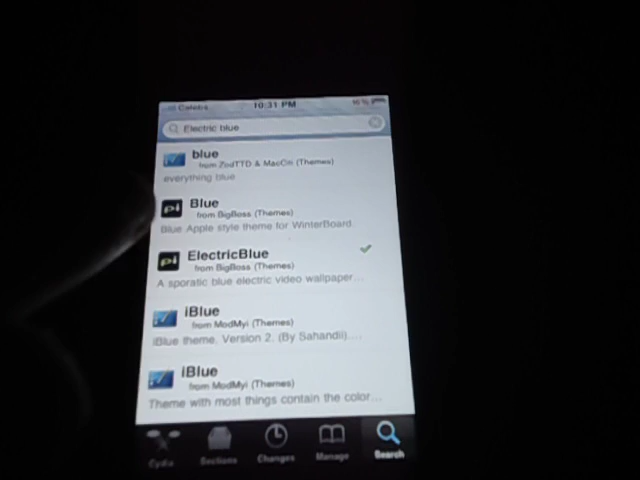 Calebs 10:31 PM
Electric blue
blue
from ZodTTD & MacCiti (Themes)
everything blue
pi
Blue
from BigBoss (Themes)
Blue Apple style theme for WinterBoard.
pi
ElectricBlue
from BigBoss (Themes)
A sporatic blue electric video wallpaper...
iBlue
from ModMyi (Themes)
iBlue theme. Version 2. (By Sahandii)....
iBlue
from ModMyi (Themes)
Theme with most things contain the color...
Cydia Sections Changes Manage Search